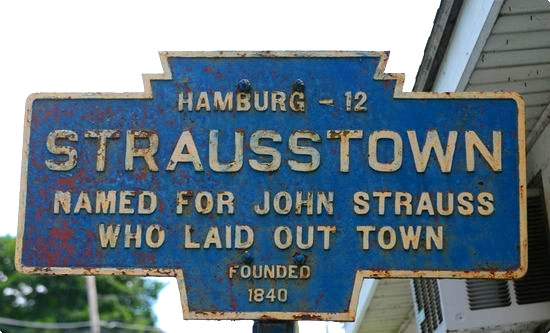 HAMBURG - 12
STRAUSSTOWN
NAMED FOR JOHN STRAUSS
WHO LAID OUT TOWN
FOUNDED
1840